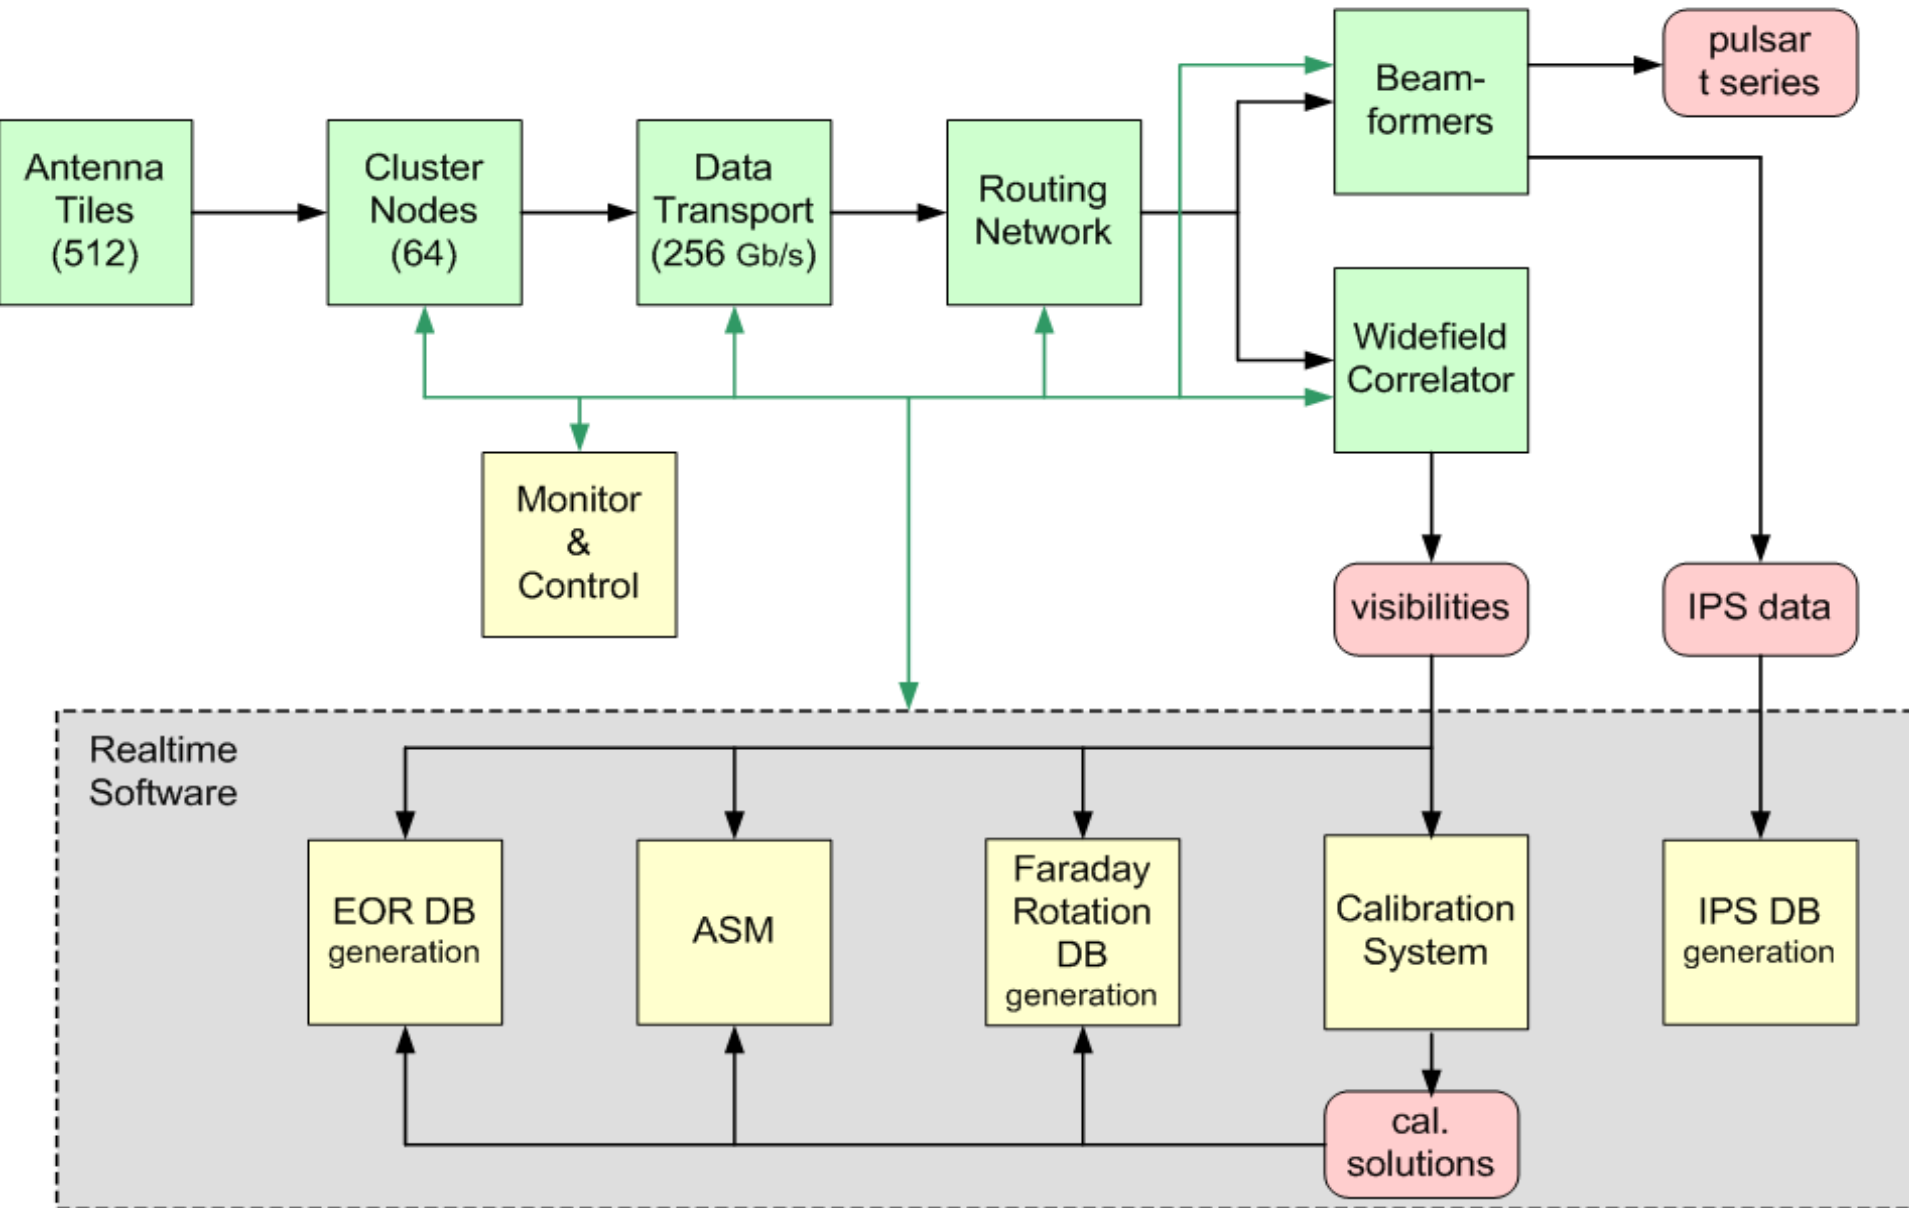 Antenna
Tiles
(512)
Cluster
Nodes
(64)
Data
Transport
(256 Gb/s)
Routing
Network
Beam-
formers
pulsar
t series
Widefield
Correlator
Monitor
&
Control
visibilities
IPS data
Realtime
Software
EOR DB
generation
ASM
Faraday
Rotation
DB
generation
Calibration
System
IPS DB
generation
cal.
solutions